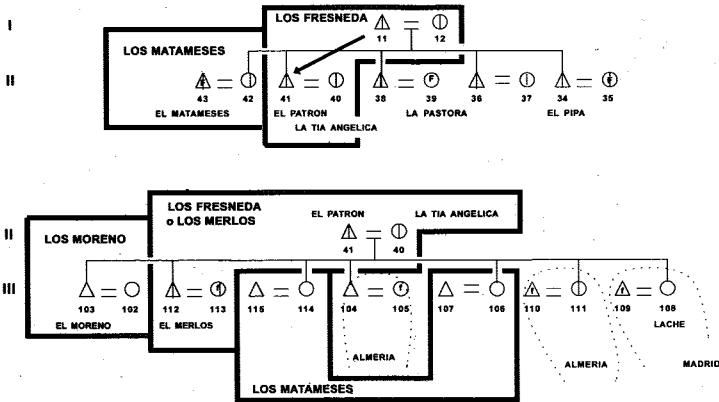 I
LOS FRESNEDA
11 12
LOS MATAMESES
II
F F F
43 42 41 40 38 39 36 37 34 35
EL MATAMESES EL PATRON LA PASTORA EL PIPA
LA TIA ANGELICA
LOS FRESNEDA
o LOS MERLOS
EL PATRON LA TIA ANGELICA
II
LOS MORENO
41 40
III
f f f f
103 102 112 113 115 114 104 105 107 106 110 111 109 108
EL MORENO EL MERLOS LACHE
ALMERIA ALMERIA MADRID
LOS MATAMESES